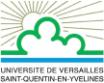 UNIVERSITE DE VERSAILLES
SAINT-QUENTIN-EN-YVELINES